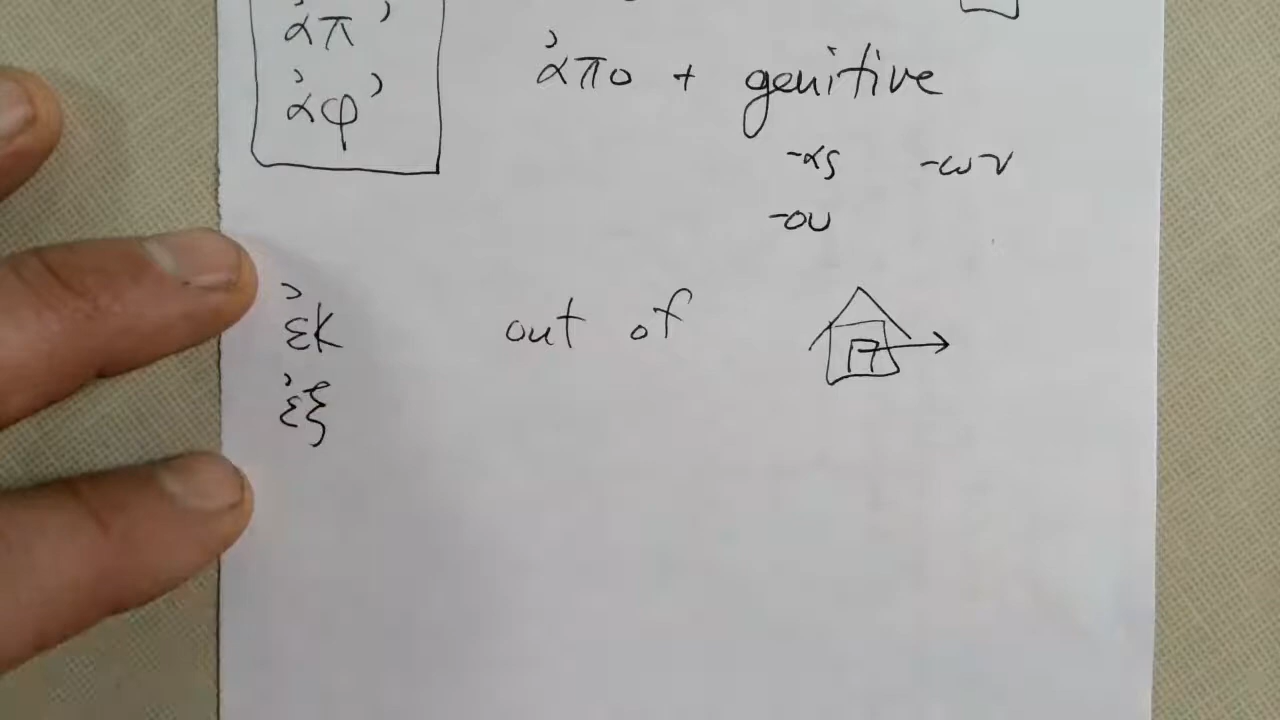 ἀπ’
ἀφ’
ἀπο + genitive
-ας -ων
-ου
ἐκ out of
ἐξ